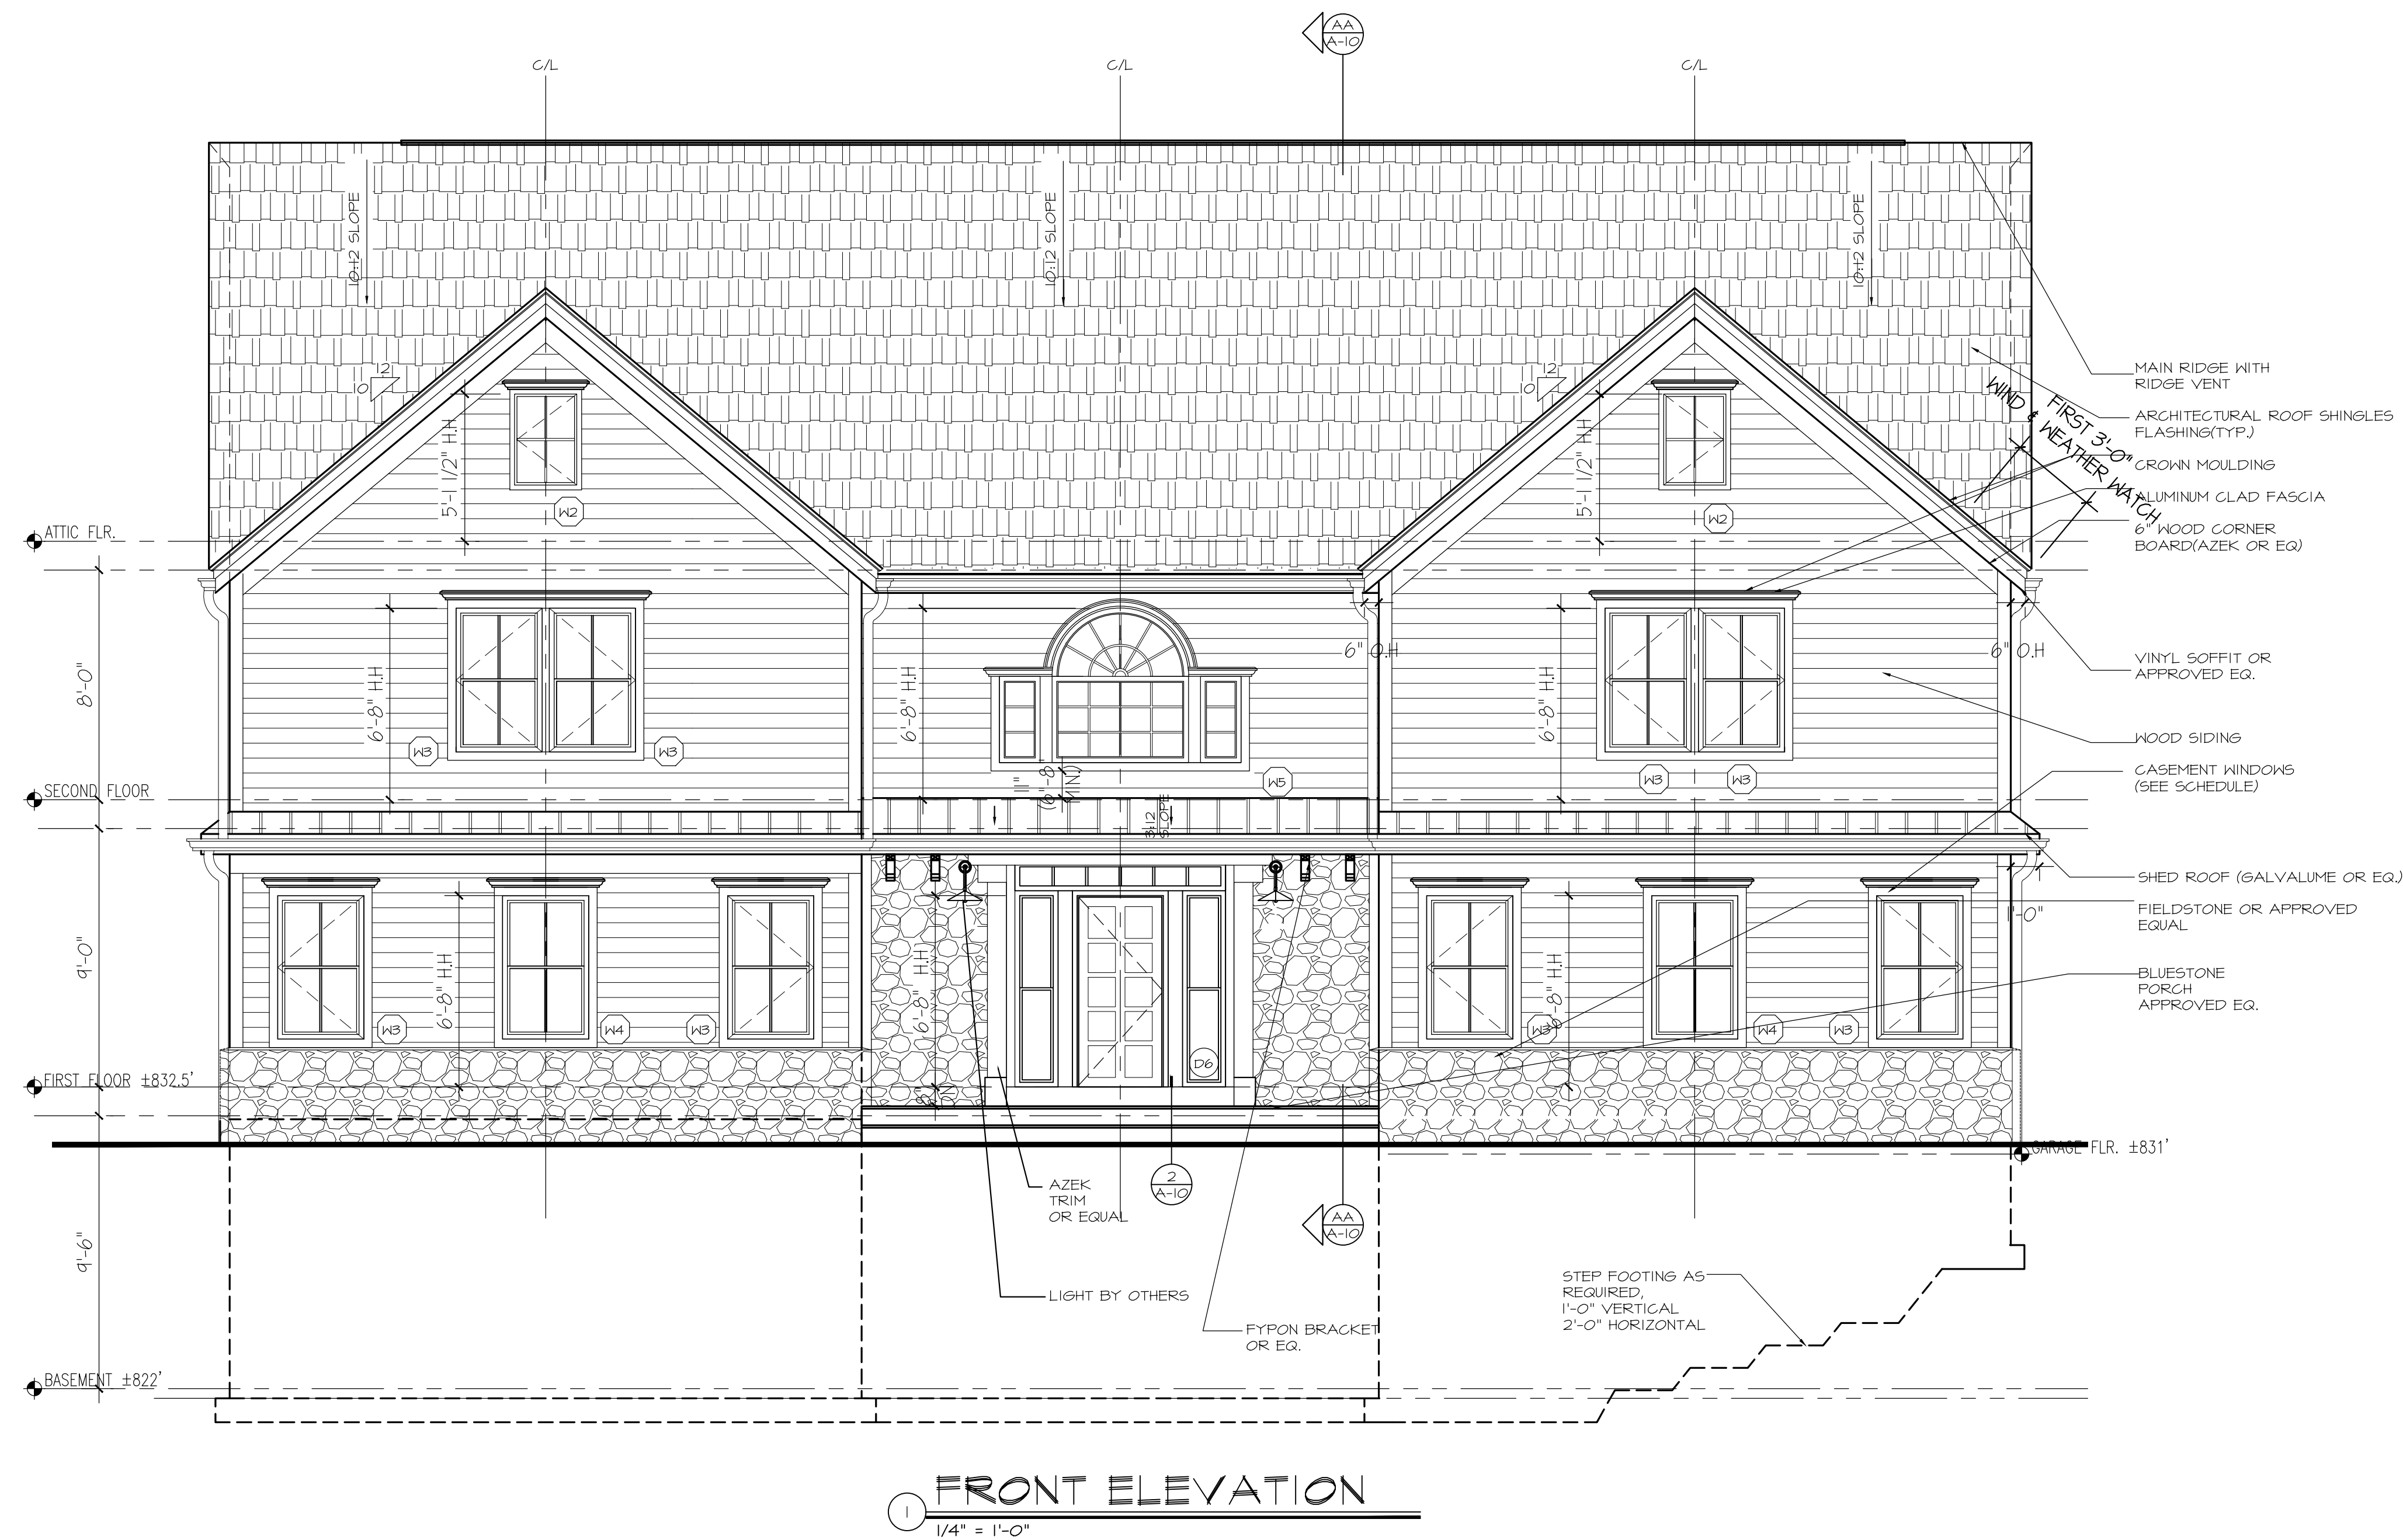 AA
A-10
C/L
C/L
C/L
10:12 SLOPE
10:12 SLOPE
10:12 SLOPE
12
12
MAIN RIDGE WITH
RIDGE VENT
ARCHITECTURAL ROOF SHINGLES
FLASHING(TYP.)
FIRST 3'-0"
WIND & WEATHER WATCH
CROWN MOULDING
ALUMINUM CLAD FASCIA
6" WOOD CORNER
BOARD(AZEK OR EQ)
5'-1 1/2" H.H
5'-1 1/2" H.H
W2
W2
ATTIC FLR.
8'-0"
6'-8" H.H
6'-8" H.H
6'-8" H.H
6" O.H
6" O.H
VINYL SOFFIT OR
APPROVED EQ.
WOOD SIDING
W3
W3
W5
W3
W3
CASEMENT WINDOWS
(SEE SCHEDULE)
SECOND FLOOR
11"
(6'-8"
MIN)
3:12
SLOPE
SHED ROOF (GALVALUME OR EQ.)
1'-0"
FIELDSTONE OR APPROVED
EQUAL
9'-0"
6'-8" H.H
6'-8" H.H
6'-8" H.H
BLUESTONE
PORCH
APPROVED EQ.
W3
W4
W3
D6
W3
W4
W3
FIRST FLOOR ±832.5'
GARAGE FLR. ±831'
AZEK
TRIM
OR EQUAL
2
A-10
AA
A-10
9'-6"
LIGHT BY OTHERS
FYPON BRACKET
OR EQ.
STEP FOOTING AS
REQUIRED,
1'-0" VERTICAL
2'-0" HORIZONTAL
BASEMENT ±822'
1
FRONT ELEVATION
1/4" = 1'-0"